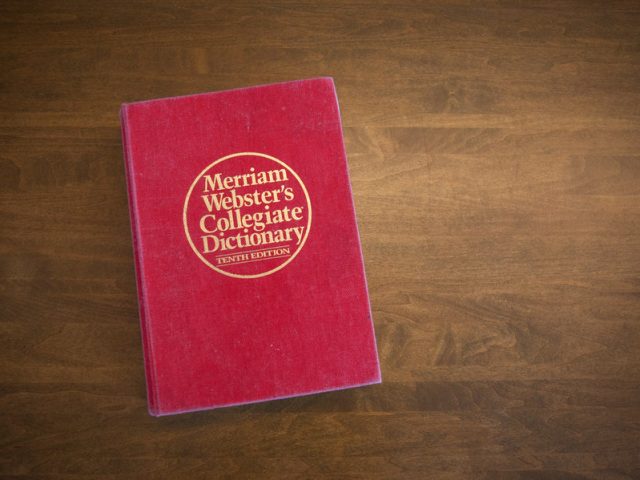 Merriam
Webster's
Collegiate®
Dictionary
TENTH EDITION